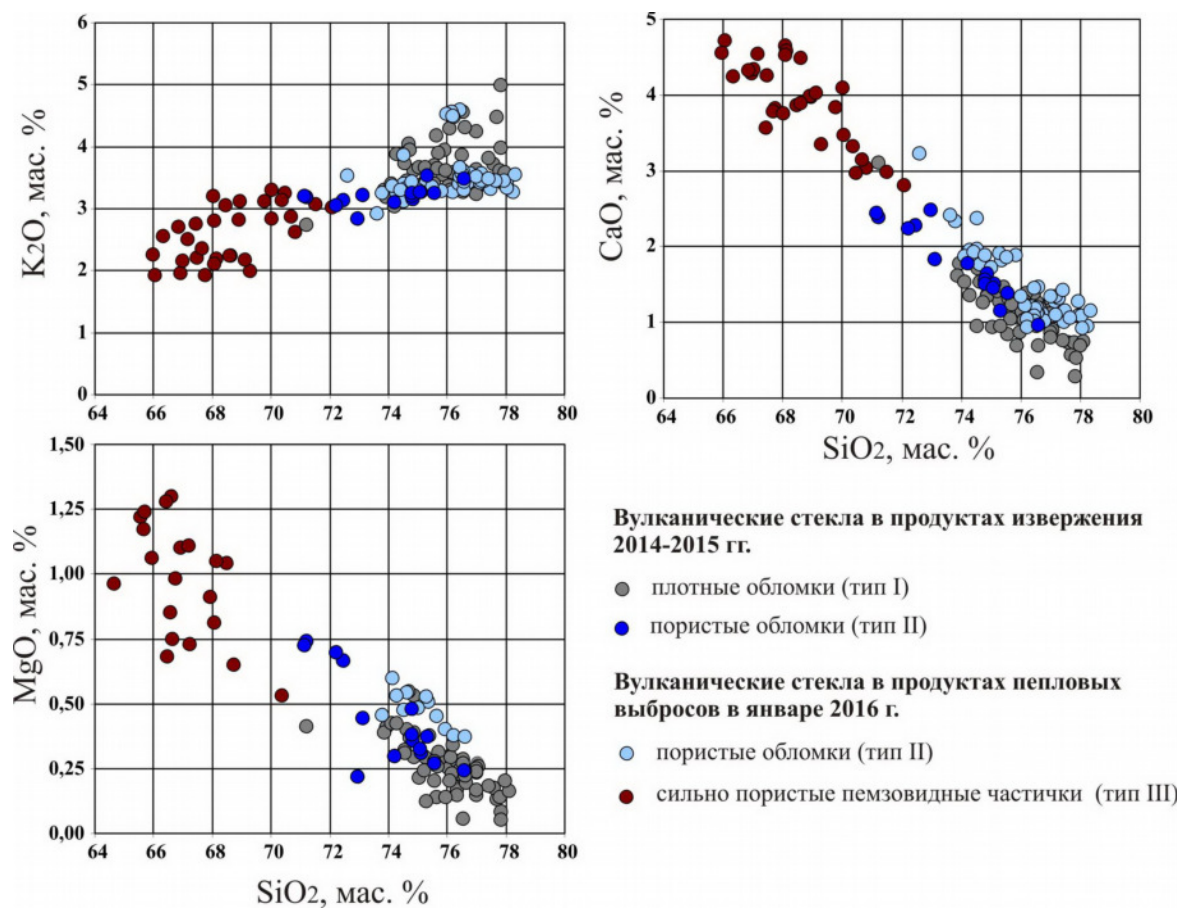 6
5
4
3
2
1
0
K2O, мас. %
64 66 68 70 72 74 76 78 80
5
4
3
2
1
0
CaO, мас. %
64 66 68 70 72 74 76 78 80
SiO2, мас. %
1,50
1,25
1,00
0,75
0,50
0,25
0,00
MgO, мас. %
64 66 68 70 72 74 76 78 80
SiO2, мас. %
Вулканические стекла в продуктах извержения
2014-2015 гг.
плотные обломки (тип I)
пористые обломки (тип II)
Вулканические стекла в продуктах пепловых
выбросов в январе 2016 г.
пористые обломки (тип II)
сильно пористые пемзовидные частички (тип III)